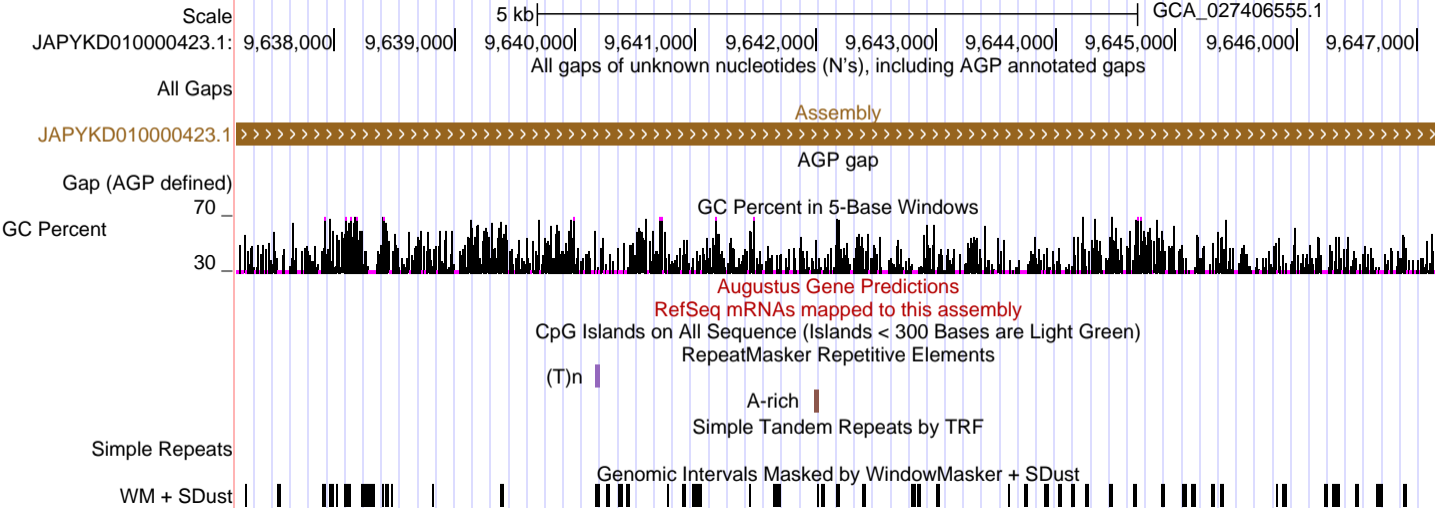 Scale 5 kb GCA_027406555.1
JAPYKD010000423.1: 9,638,000 9,639,000 9,640,000 9,641,000 9,642,000 9,643,000 9,644,000 9,645,000 9,646,000 9,647,000
All gaps of unknown nucleotides (N's), including AGP annotated gaps
All Gaps
Assembly
JAPYKD010000423.1
AGP gap
Gap (AGP defined)
70 _ GC Percent in 5-Base Windows
GC Percent
30 _
Augustus Gene Predictions
RefSeq mRNAs mapped to this assembly
CpG Islands on All Sequence (Islands < 300 Bases are Light Green)
RepeatMasker Repetitive Elements
(T)n
A-rich
Simple Tandem Repeats by TRF
Simple Repeats
Genomic Intervals Masked by WindowMasker + SDust
WM + SDust